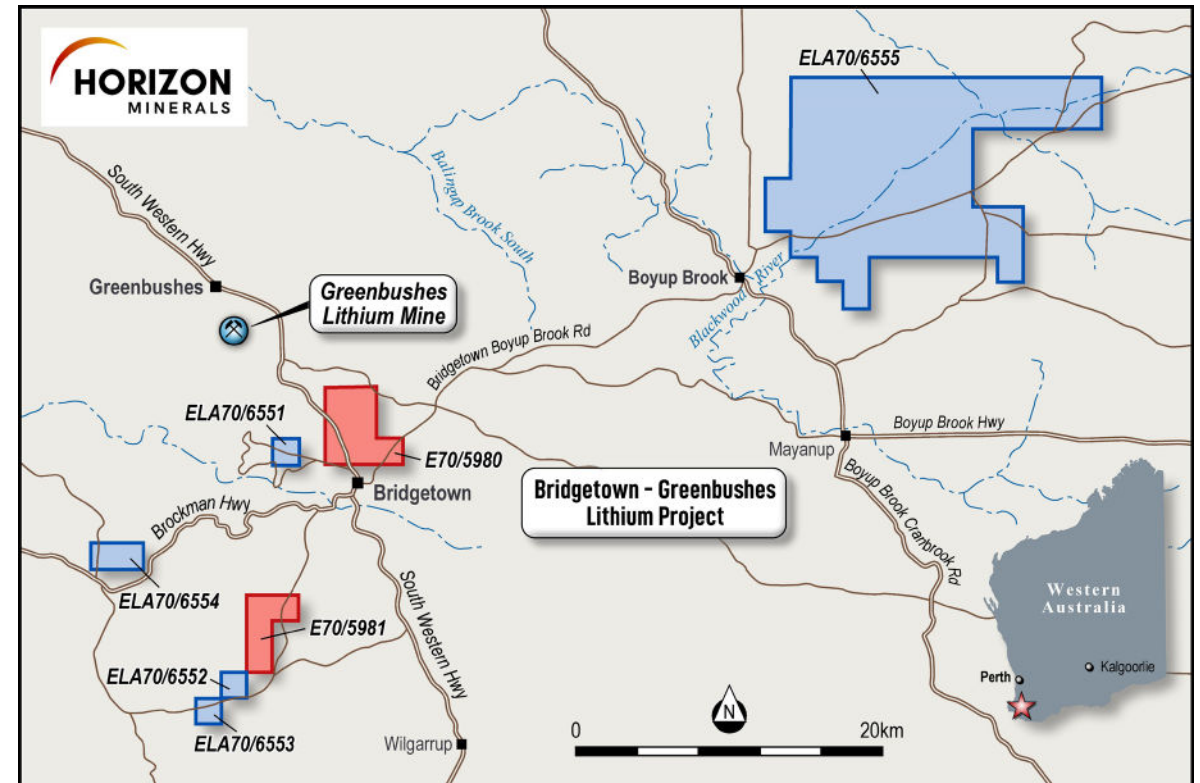 HORIZON
MINERALS
ELA70/6555
South Western Hwy
Balingup Brook South
Greenbushes
Greenbushes
Lithium Mine
Boyup Brook
Blackwood River
Bridgetown Boyup Brook Rd
ELA70/6551
E70/5980
Boyup Brook Hwy
Mayanup
Bridgetown
Bridgetown - Greenbushes
Lithium Project
Brockman Hwy
Boyup Brook Cranbrook Rd
ELA70/6554
South Western Hwy
Western
Australia
E70/5981
ELA70/6552
Perth
Kalgoorlie
ELA70/6553
Wilgarrup
N
0
20km